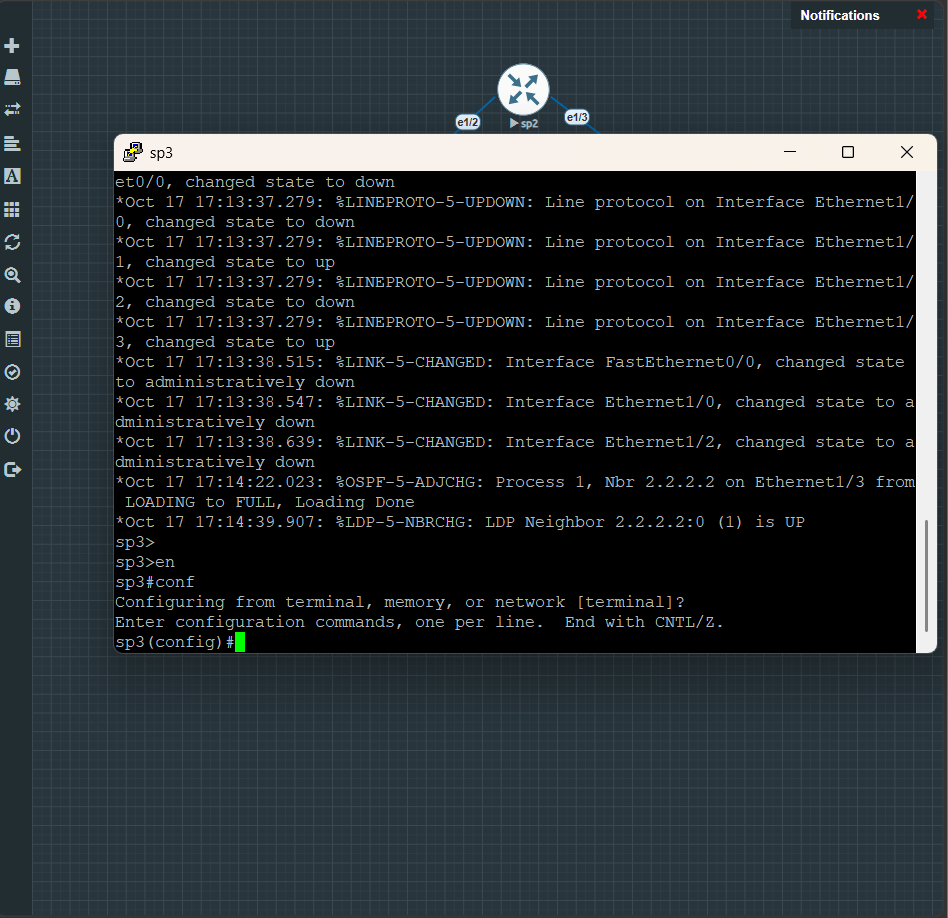 Notifications
e1/2
e1/3
sp2
sp3
et0/0, changed state to down
*Oct 17 17:13:37.279: %LINEPROTO-5-UPDOWN: Line protocol on Interface Ethernet1/
0, changed state to down
*Oct 17 17:13:37.279: %LINEPROTO-5-UPDOWN: Line protocol on Interface Ethernet1/
1, changed state to up
*Oct 17 17:13:37.279: %LINEPROTO-5-UPDOWN: Line protocol on Interface Ethernet1/
2, changed state to down
*Oct 17 17:13:37.279: %LINEPROTO-5-UPDOWN: Line protocol on Interface Ethernet1/
3, changed state to up
*Oct 17 17:13:38.515: %LINK-5-CHANGED: Interface FastEthernet0/0, changed state
to administratively down
*Oct 17 17:13:38.547: %LINK-5-CHANGED: Interface Ethernet1/0, changed state to a
dministratively down
*Oct 17 17:13:38.639: %LINK-5-CHANGED: Interface Ethernet1/2, changed state to a
dministratively down
*Oct 17 17:14:22.023: %OSPF-5-ADJCHG: Process 1, Nbr 2.2.2.2 on Ethernet1/3 from
 LOADING to FULL, Loading Done
*Oct 17 17:14:39.907: %LDP-5-NBRCHG: LDP Neighbor 2.2.2.2:0 (1) is UP
sp3>
sp3>en
sp3#conf
Configuring from terminal, memory, or network [terminal]?
Enter configuration commands, one per line.  End with CNTL/Z.
sp3(config)#